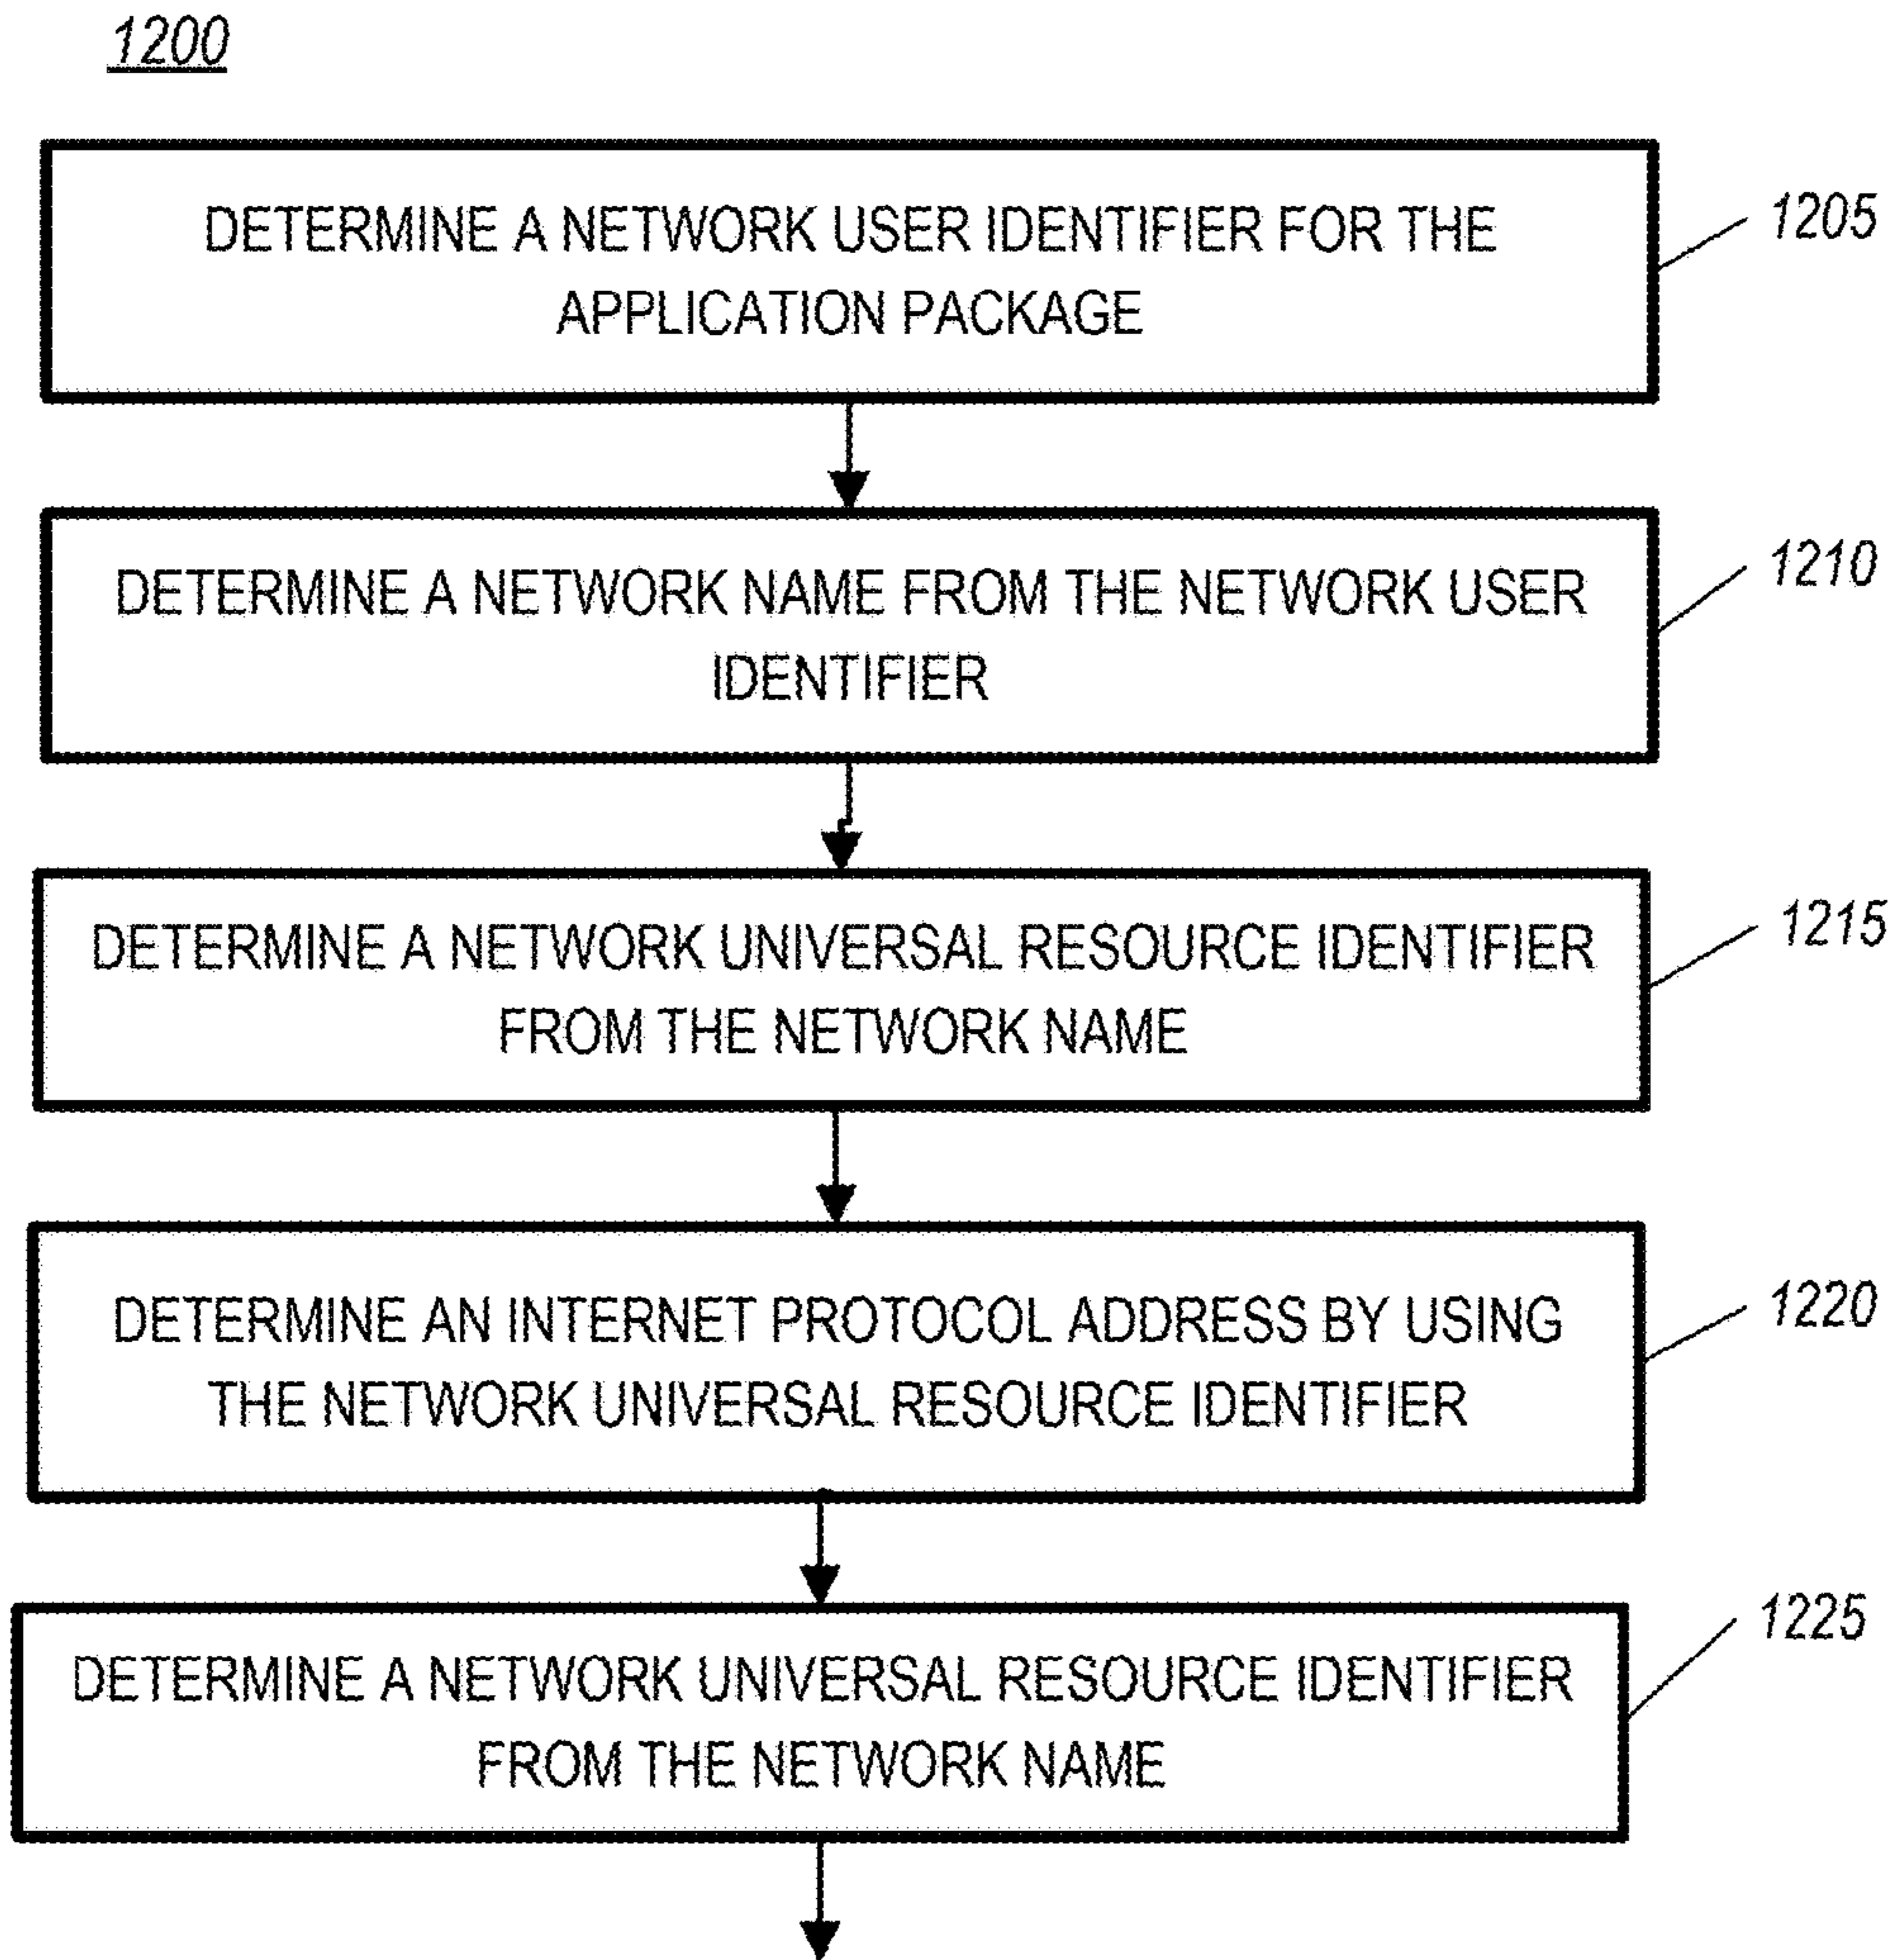 1200
DETERMINE A NETWORK USER IDENTIFIER FOR THE
APPLICATION PACKAGE
1205
DETERMINE A NETWORK NAME FROM THE NETWORK USER
IDENTIFIER
1210
DETERMINE A NETWORK UNIVERSAL RESOURCE IDENTIFIER
FROM THE NETWORK NAME
1215
DETERMINE AN INTERNET PROTOCOL ADDRESS BY USING
THE NETWORK UNIVERSAL RESOURCE IDENTIFIER
1220
DETERMINE A NETWORK UNIVERSAL RESOURCE IDENTIFIER
FROM THE NETWORK NAME
1225